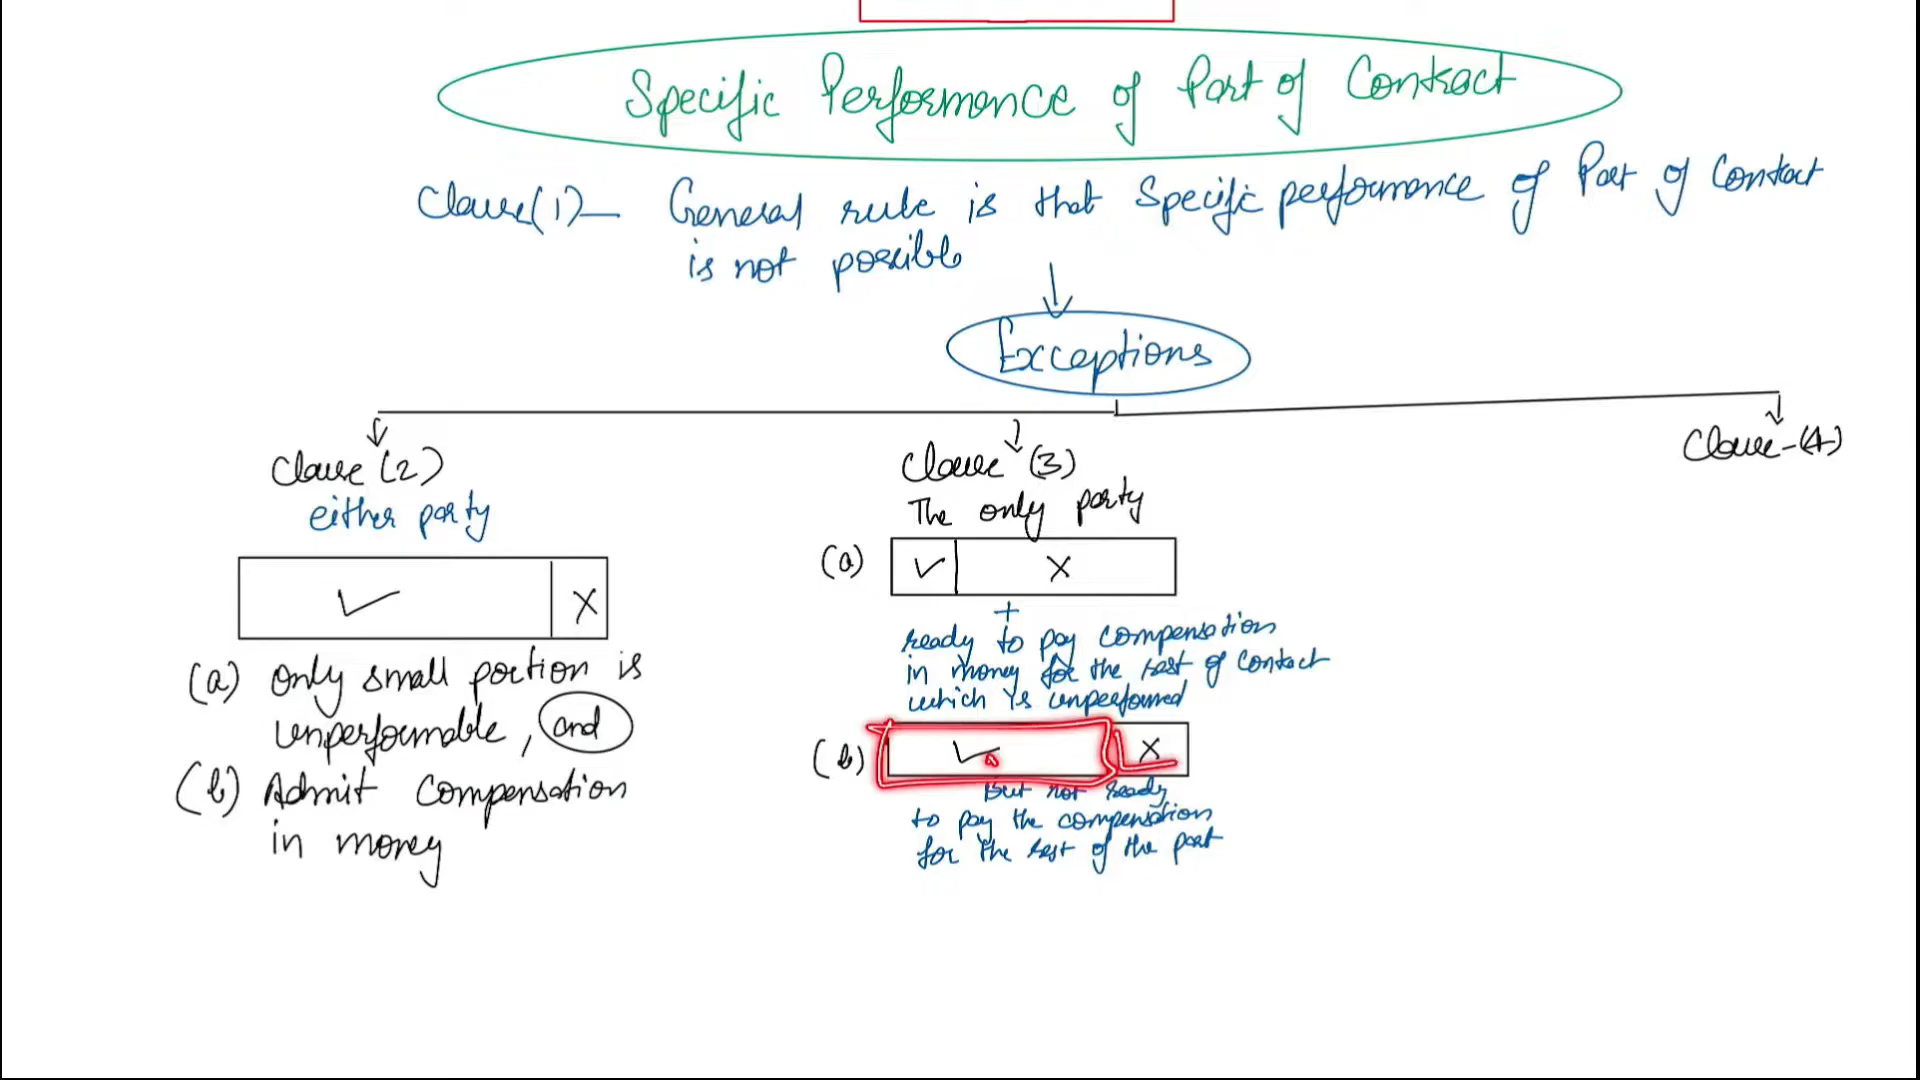 Specific Performance of Part of Contract
Clause(1)— General rule is that Specific performance of Part of Contract
is not possible
Exceptions
Clause (2)
either party
✓ X
(a) Only small portion is
unperformable, and
(b) Admit Compensation
in money
Clause (3)
The only party
(a) ✓ X
+
ready to pay compensation
in money for the rest of contract
which is unperformed
(b) ✓ X
But not ready
to pay the compensation
for the rest of the part
Clause-(4)